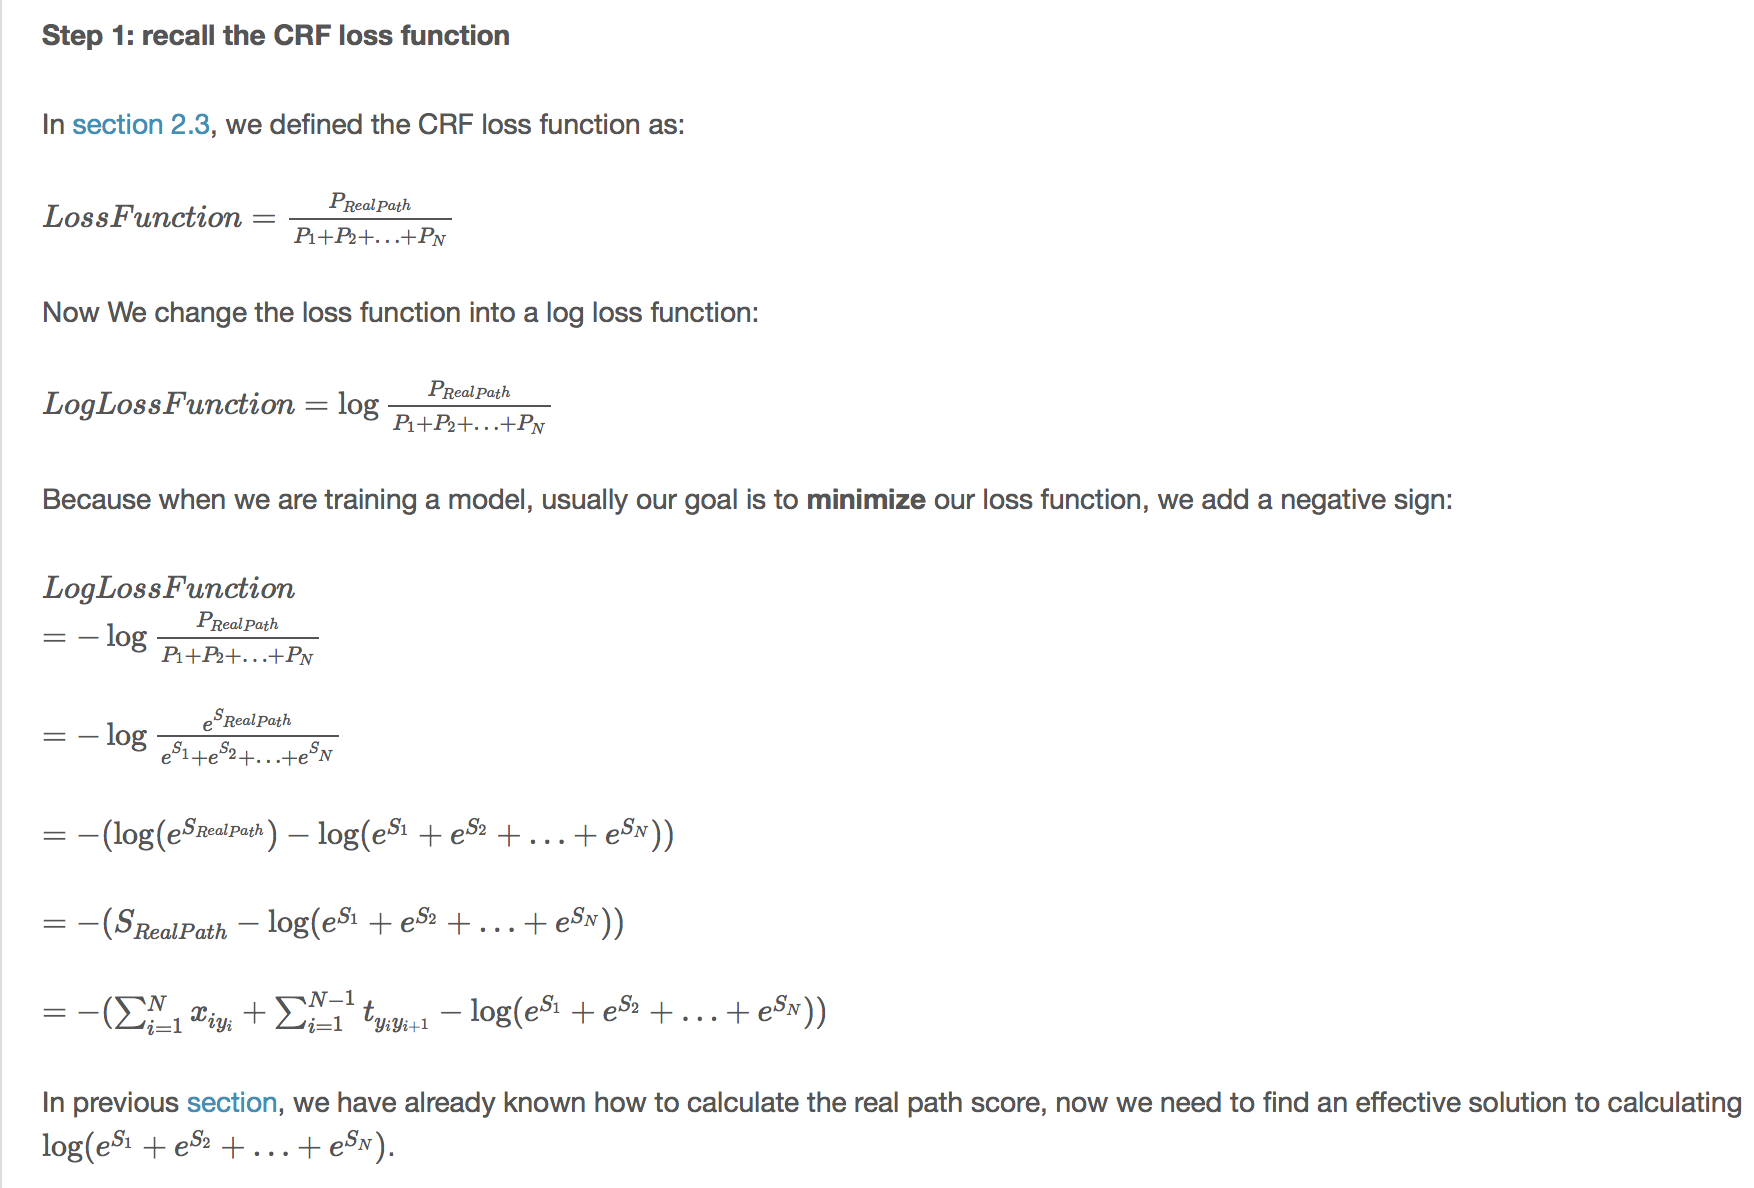 Step 1: recall the CRF loss function
In section 2.3, we defined the CRF loss function as:
$LossFunction = \frac{P_{RealPath}}{P_1+P_2+\ldots+P_N}$
Now We change the loss function into a log loss function:
$LogLossFunction = \log \frac{P_{RealPath}}{P_1+P_2+\ldots+P_N}$
Because when we are training a model, usually our goal is to minimize our loss function, we add a negative sign:
$LogLossFunction$
$= -\log \frac{P_{RealPath}}{P_1+P_2+\ldots+P_N}$
$= -\log \frac{e^{S_{RealPath}}}{e^{S_1}+e^{S_2}+\ldots+e^{S_N}}$
$= -(\log(e^{S_{RealPath}}) - \log(e^{S_1} + e^{S_2} + \ldots + e^{S_N}))$
$= -(S_{RealPath} - \log(e^{S_1} + e^{S_2} + \ldots + e^{S_N}))$
$= -(\sum_{i=1}^{N} x_{iy_i} + \sum_{i=1}^{N-1} t_{y_iy_{i+1}} - \log(e^{S_1} + e^{S_2} + \ldots + e^{S_N}))$
In previous section, we have already known how to calculate the real path score, now we need to find an effective solution to calculating
$\log(e^{S_1} + e^{S_2} + \ldots + e^{S_N})$.